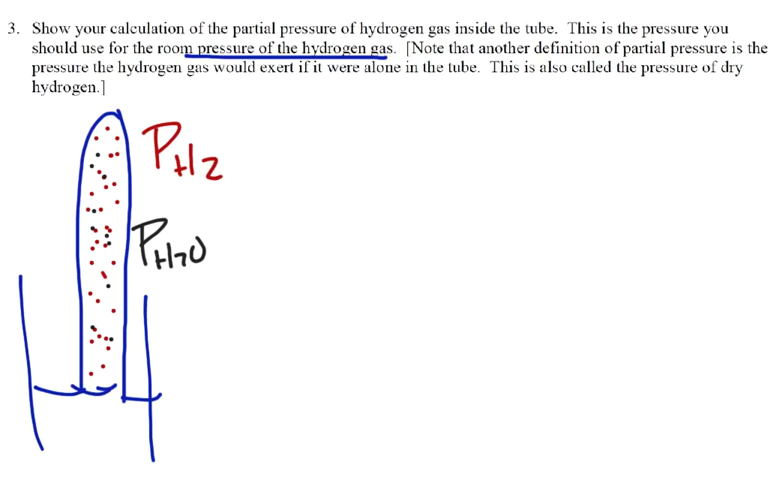 3. Show your calculation of the partial pressure of hydrogen gas inside the tube. This is the pressure you
should use for the room pressure of the hydrogen gas. [Note that another definition of partial pressure is the
pressure the hydrogen gas would exert if it were alone in the tube. This is also called the pressure of dry
hydrogen.]
PH2
PH2O